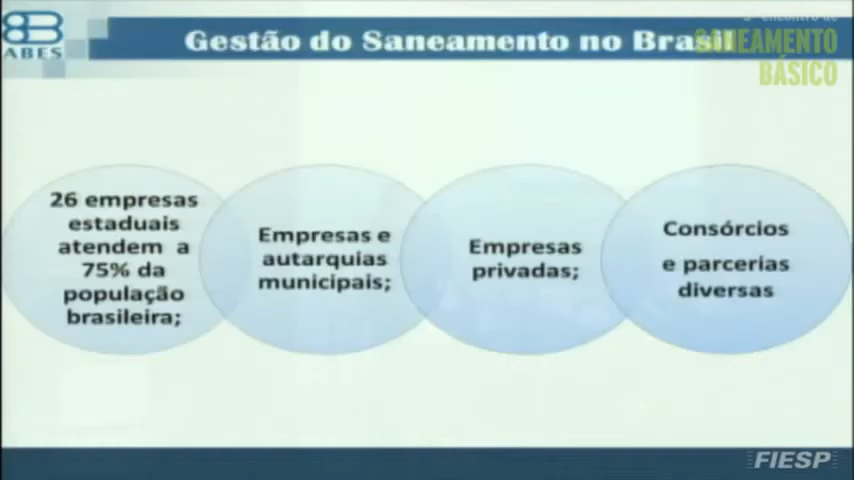 ABES
Gestão do Saneamento no Brasil
SANEAMENTO
BÁSICO
26 empresas
estaduais
atendem a
75% da
população
brasileira;
Empresas e
autarquias
municipais;
Empresas
privadas;
Consórcios
e parcerias
diversas
FIESP